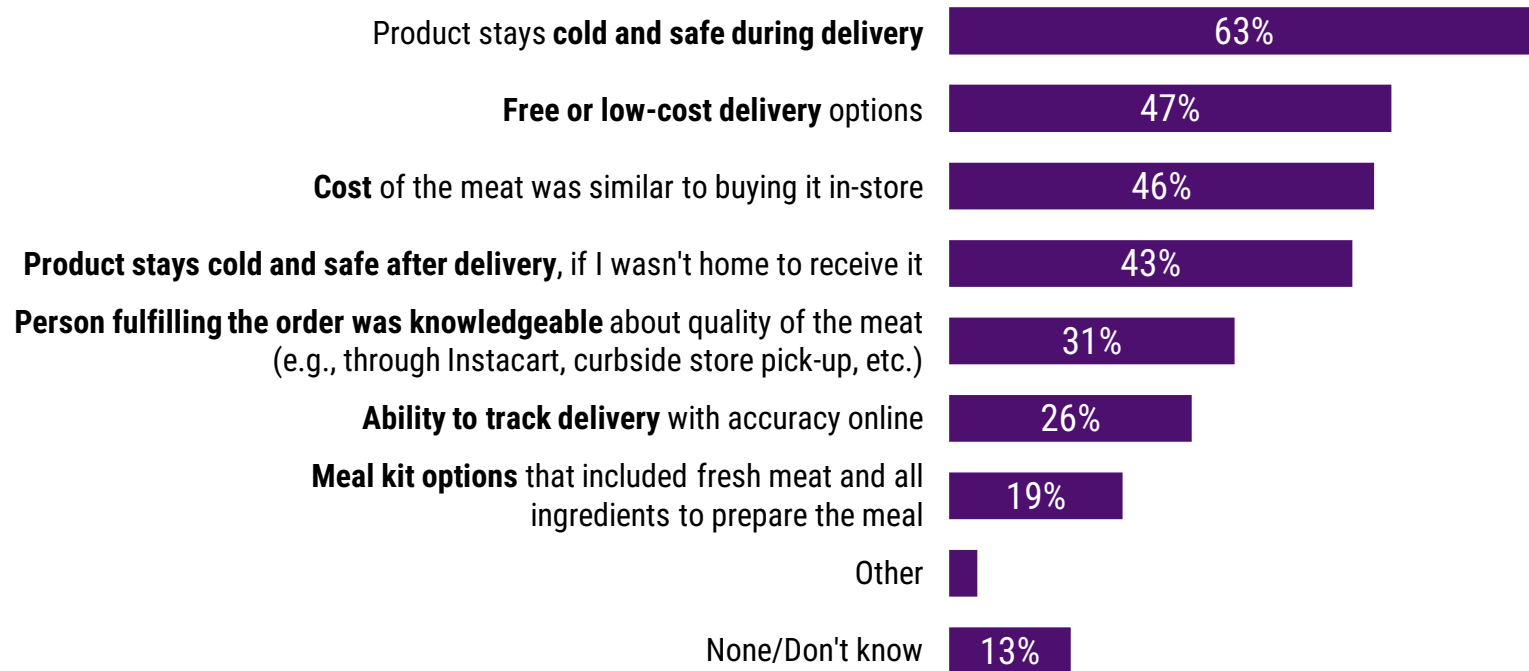 Product stays cold and safe during delivery 63%
Free or low-cost delivery options 47%
Cost of the meat was similar to buying it in-store 46%
Product stays cold and safe after delivery, if I wasn't home to receive it 43%
Person fulfilling the order was knowledgeable about quality of the meat
(e.g., through Instacart, curbside store pick-up, etc.) 31%
Ability to track delivery with accuracy online 26%
Meal kit options that included fresh meat and all
ingredients to prepare the meal 19%
Other
None/Don't know 13%